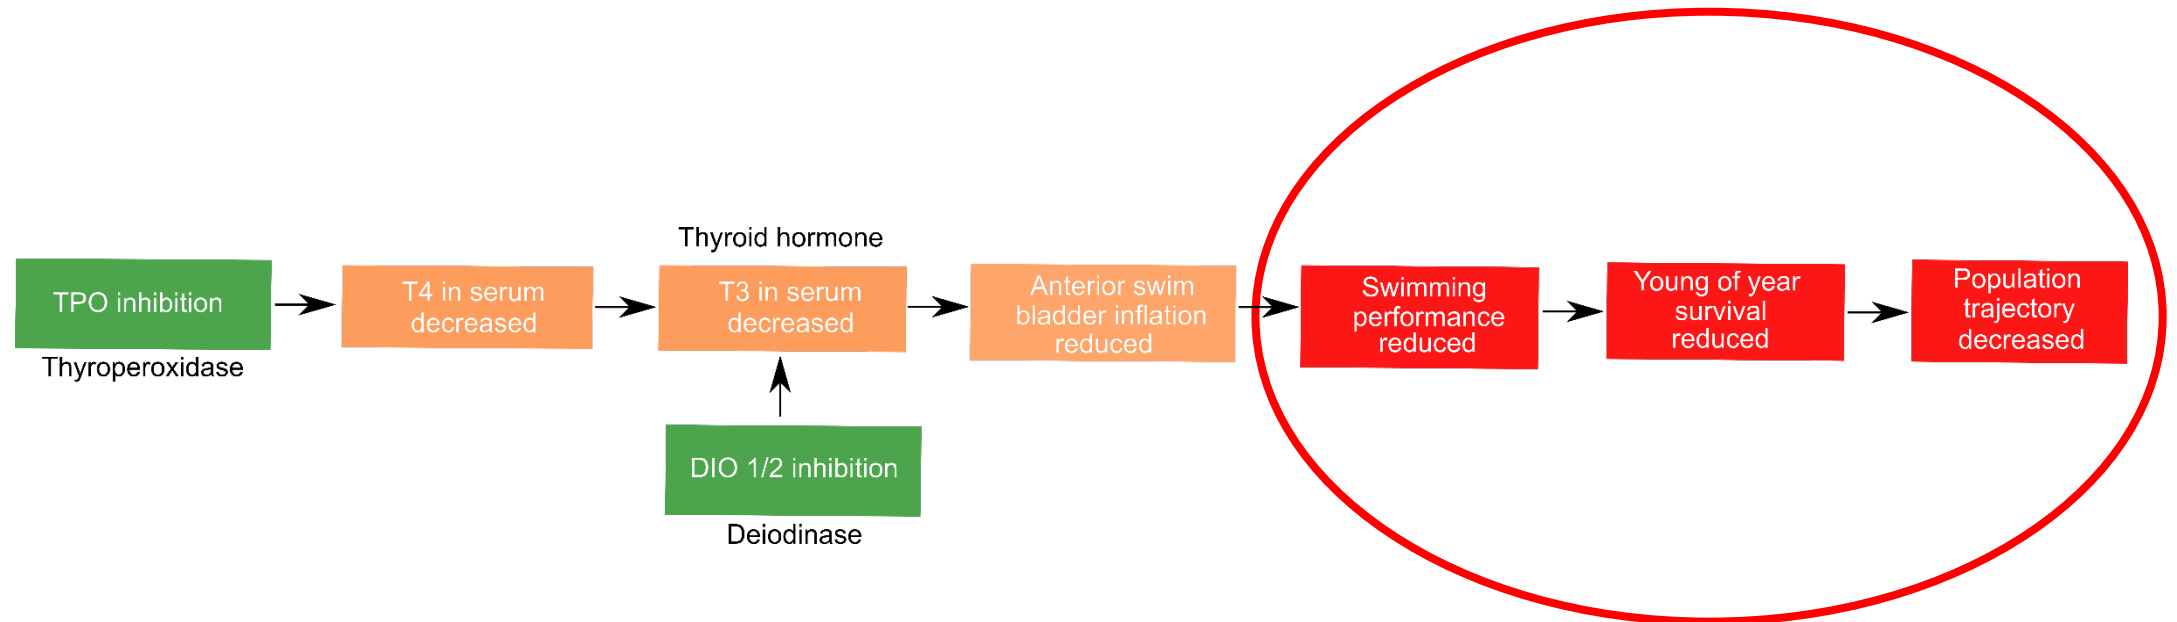 TPO inhibition
Thyroperoxidase
T4 in serum
decreased
Thyroid hormone
T3 in serum
decreased
DIO 1/2 inhibition
Deiodinase
Anterior swim
bladder inflation
reduced
Swimming
performance
reduced
Young of year
survival
reduced
Population
trajectory
decreased